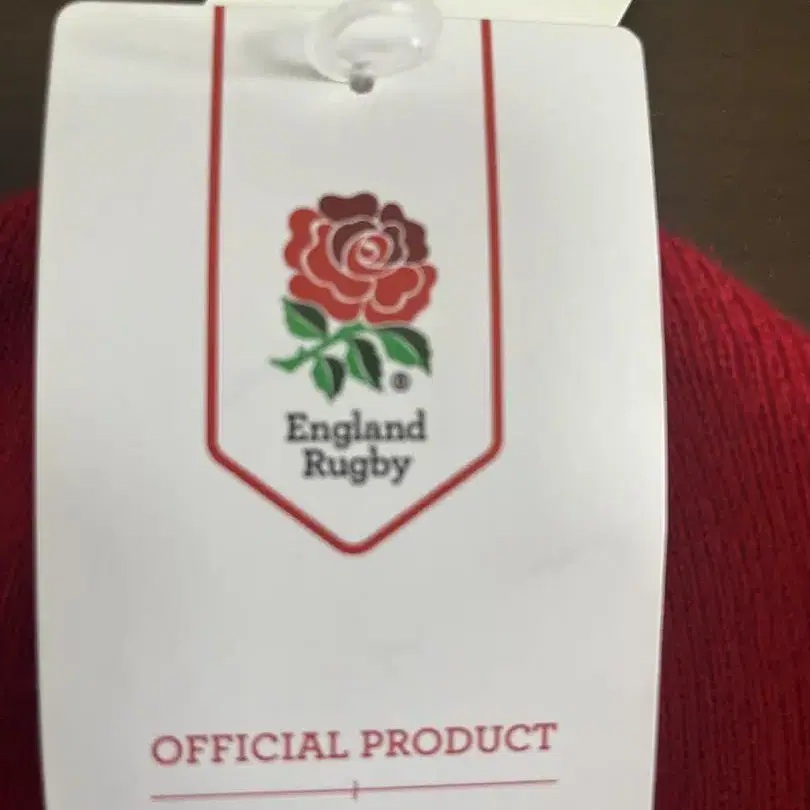 ®
England
Rugby
OFFICIAL PRODUCT